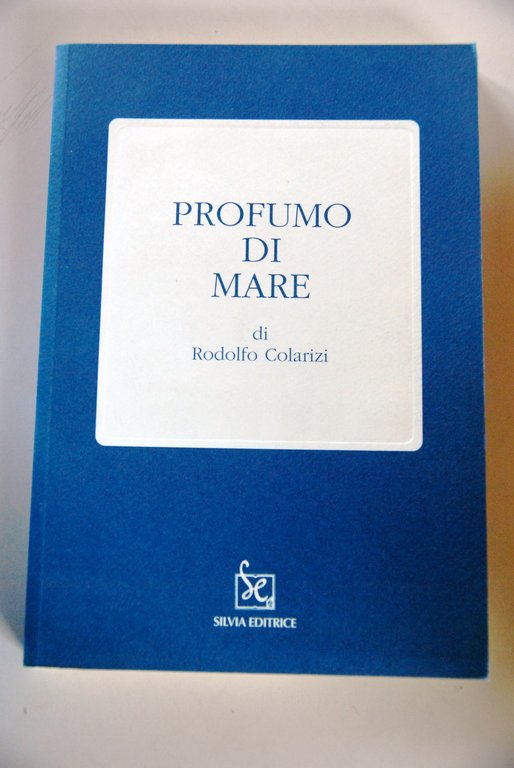 PROFUMO
DI
MARE
di
Rodolfo Colarizi
Se
SILVIA EDITRICE